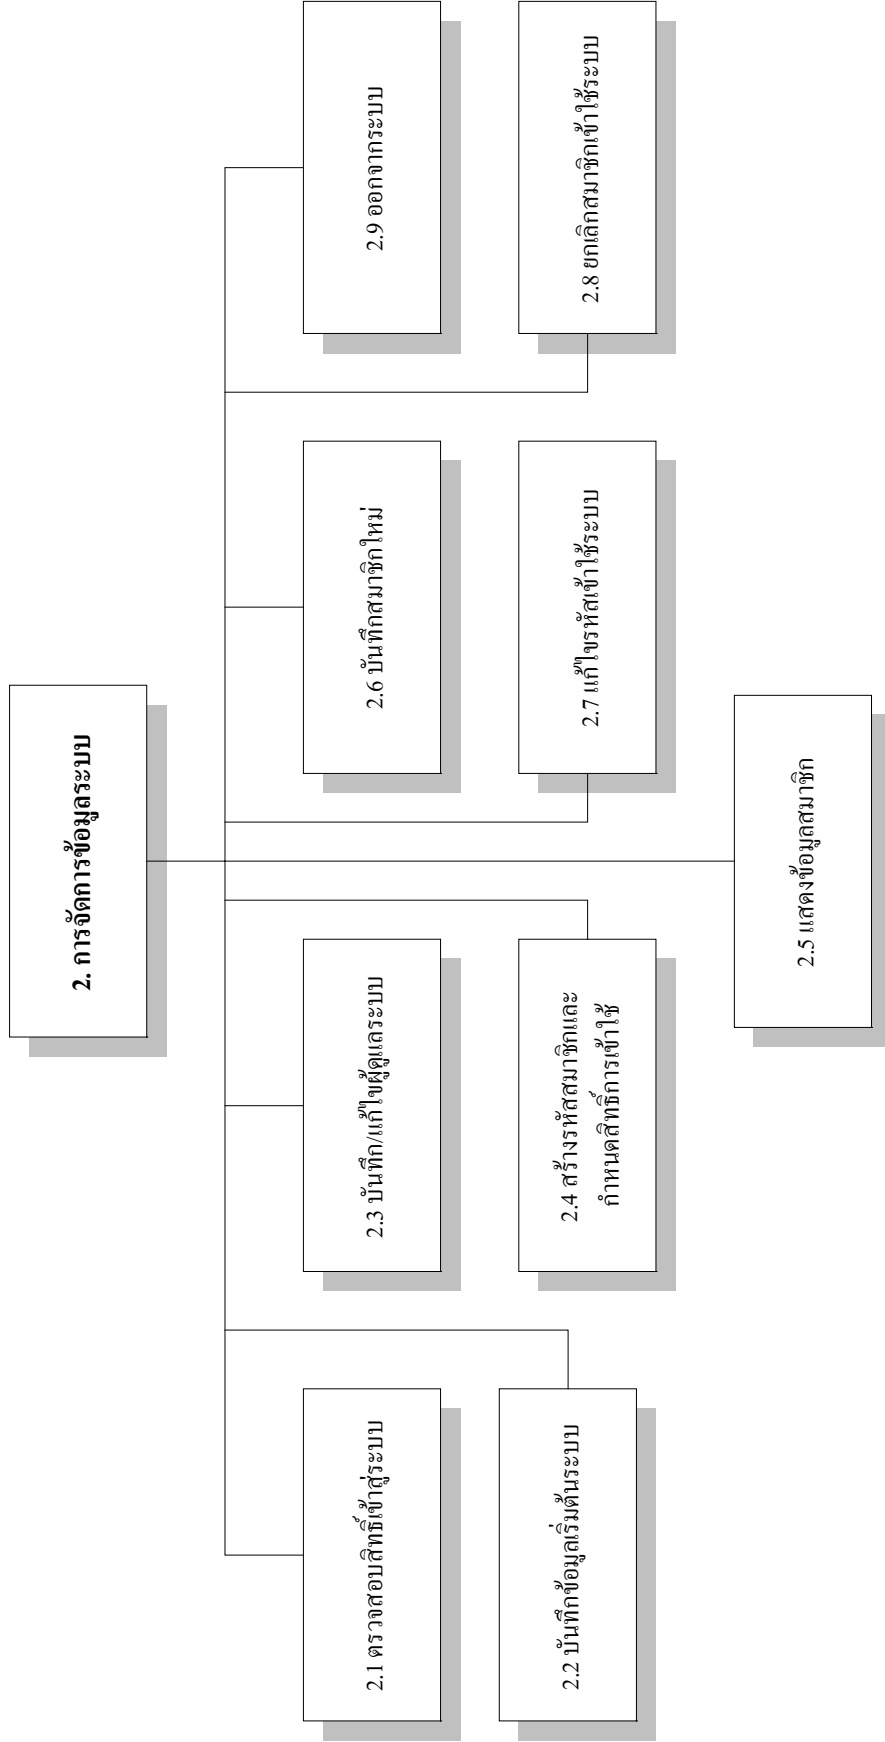 2. การจัดการข้อมูลระบบ
2.1 ตรวจสอบสิทธิ์เข้าสู่ระบบ
2.2 บันทึกข้อมูลเริ่มต้นระบบ
2.3 บันทึก/แก้ไขผู้ดูแลระบบ
2.4 สร้างรหัสสมาชิกและ
กำหนดสิทธิ์การเข้าใช้
2.5 แสดงข้อมูลสมาชิก
2.6 บันทึกสมาชิกใหม่
2.7 แก้ไขรหัสเข้าใช้ระบบ
2.8 ยกเลิกสมาชิกเข้าใช้ระบบ
2.9 ออกจากระบบ